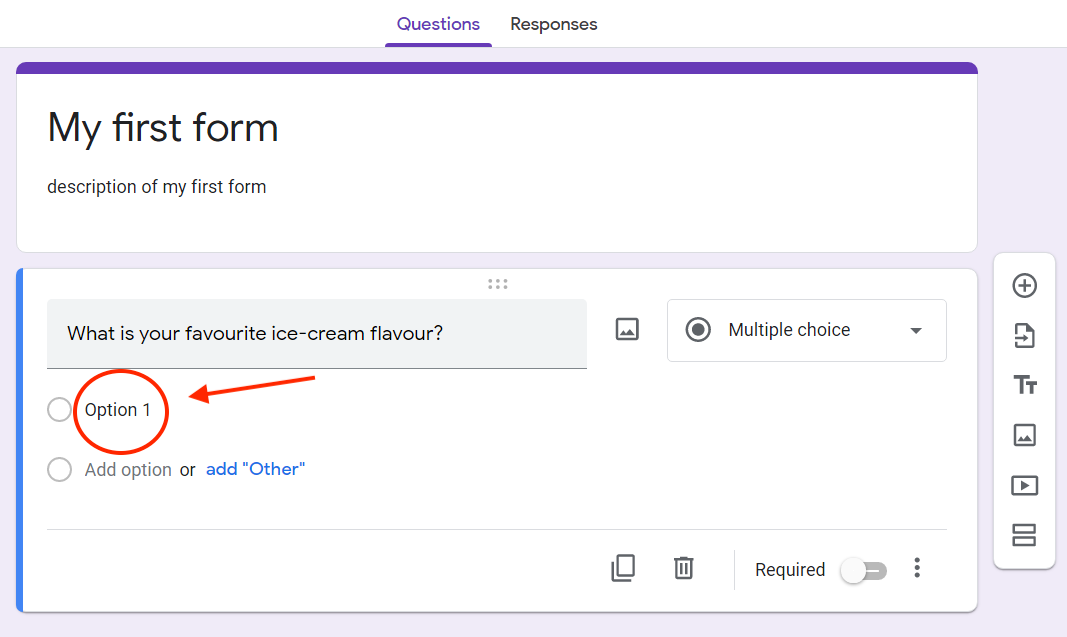 Questions Responses
My first form
description of my first form
What is your favourite ice-cream flavour?
Multiple choice
Option 1
Add option or add "Other"
Required